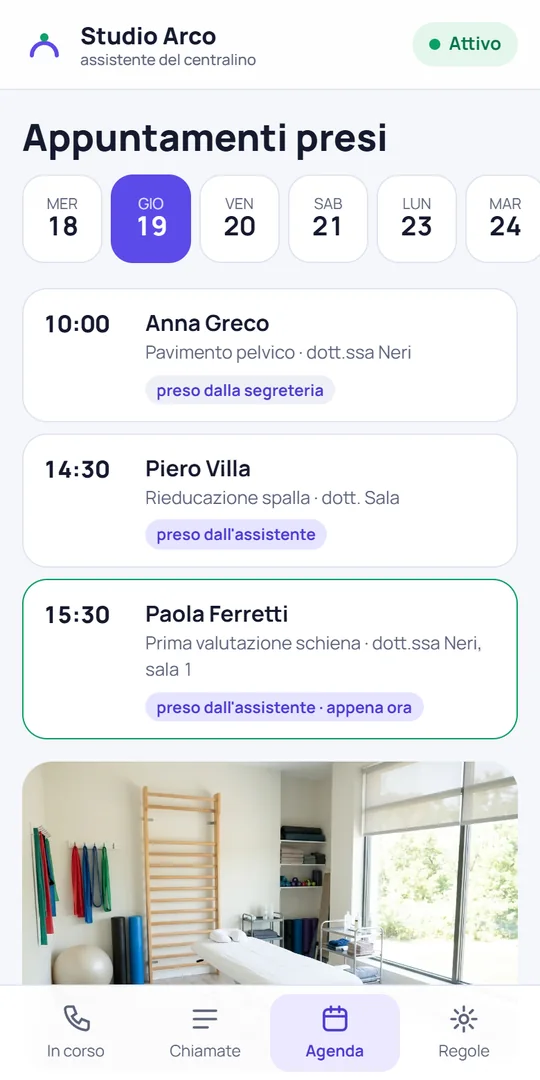 Studio Arco
assistente del centralino
Attivo
Appuntamenti presi
MER
18
GIO
19
VEN
20
SAB
21
LUN
23
MAR
24
10:00
Anna Greco
Pavimento pelvico · dott.ssa Neri
preso dalla segreteria
14:30
Piero Villa
Rieducazione spalla · dott. Sala
preso dall'assistente
15:30
Paola Ferretti
Prima valutazione schiena · dott.ssa Neri,
sala 1
preso dall'assistente · appena ora
In corso
Chiamate
Agenda
Regole